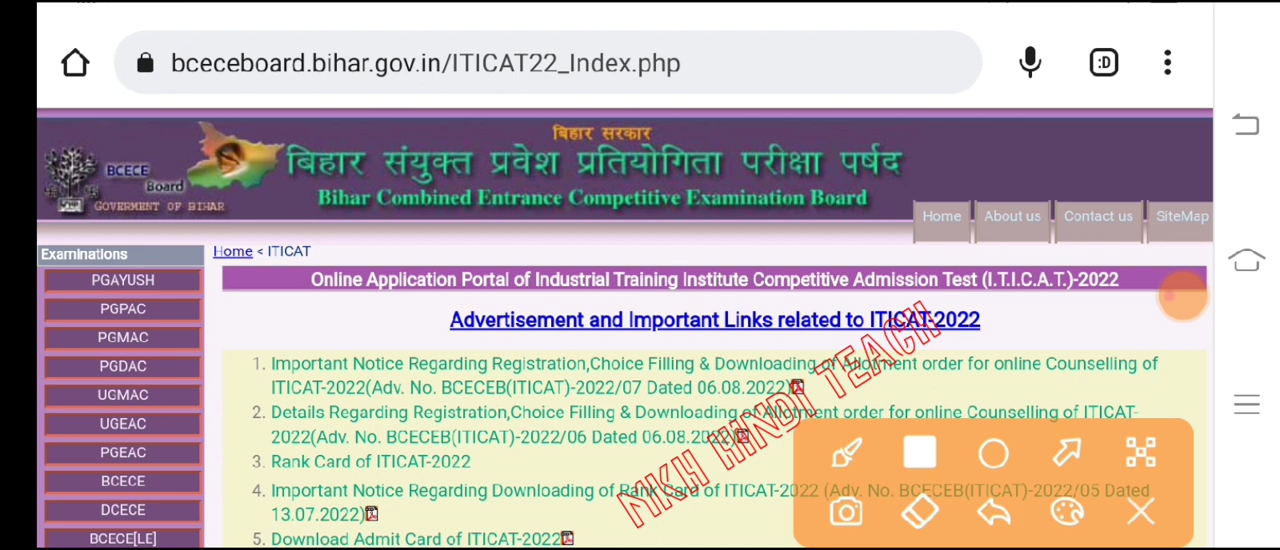 bceceboard.bihar.gov.in/ITICAT22_Index.php
:D
बिहार सरकार
बिहार संयुक्त प्रवेश प्रतियोगिता परीक्षा पर्षद
Bihar Combined Entrance Competitive Examination Board
BCECE
Board
GOVERMENT OF BIHAR
Home
About us
Contact us
SiteMap
Examinations
PGAYUSH
PGPAC
PGMAC
PGDAC
UGMAC
UGEAC
PGEAC
BCECE
DCECE
BCECE[LE]
Home < ITICAT
Online Application Portal of Industrial Training Institute Competitive Admission Test (I.T.I.C.A.T.)-2022
Advertisement and Important Links related to ITICAT-2022
1. Important Notice Regarding Registration,Choice Filling & Downloading of Allotment order for online Counselling of
ITICAT-2022(Adv. No. BCECEB(ITICAT)-2022/07 Dated 06.08.2022)
2. Details Regarding Registration,Choice Filling & Downloading of Allotment order for online Counselling of ITICAT-
2022(Adv. No. BCECEB(ITICAT)-2022/06 Dated 06.08.2022)
3. Rank Card of ITICAT-2022
4. Important Notice Regarding Downloading of Rank Card of ITICAT-2022 (Adv. No. BCECEB(ITICAT)-2022/05 Dated
13.07.2022)
5. Download Admit Card of ITICAT-2022
NKH HINDI TEACH